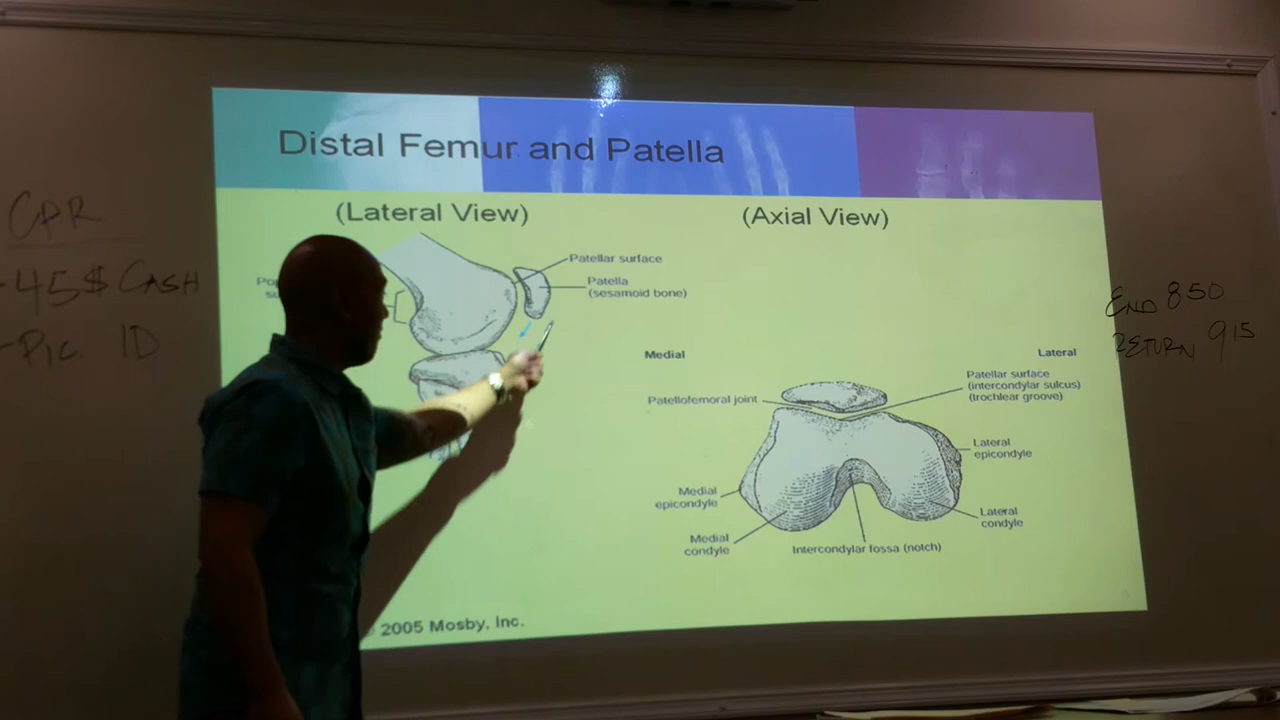 Distal Femur and Patella
(Lateral View)
(Axial View)
CPR
-45$ CASH
-PIC ID
Patellar surface
Patella
(sesamoid bone)
END 850
RETURN 915
Medial
Lateral
Patellar surface
(intercondylar sulcus)
(trochlear groove)
Patellofemoral joint
Lateral
epicondyle
Medial
epicondyle
Lateral
condyle
Medial
condyle
Intercondylar fossa (notch)
2005 Mosby, Inc.